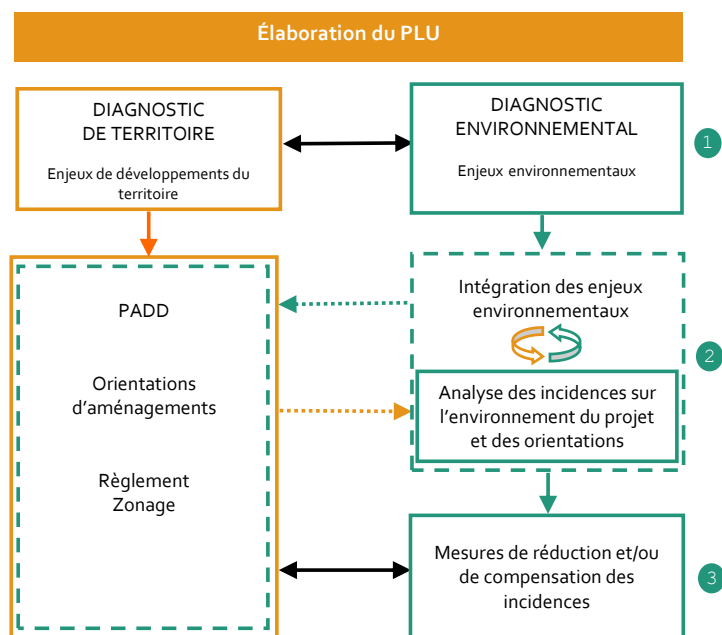 Élaboration du PLU
DIAGNOSTIC
DE TERRITOIRE
Enjeux de développements du
territoire
DIAGNOSTIC
ENVIRONNEMENTAL
Enjeux environnementaux
1
PADD
Orientations
d’aménagements
Règlement
Zonage
Intégration des enjeux
environnementaux
2
Analyse des incidences sur
l’environnement du projet
et des orientations
Mesures de réduction et/ou
de compensation des
incidences
3